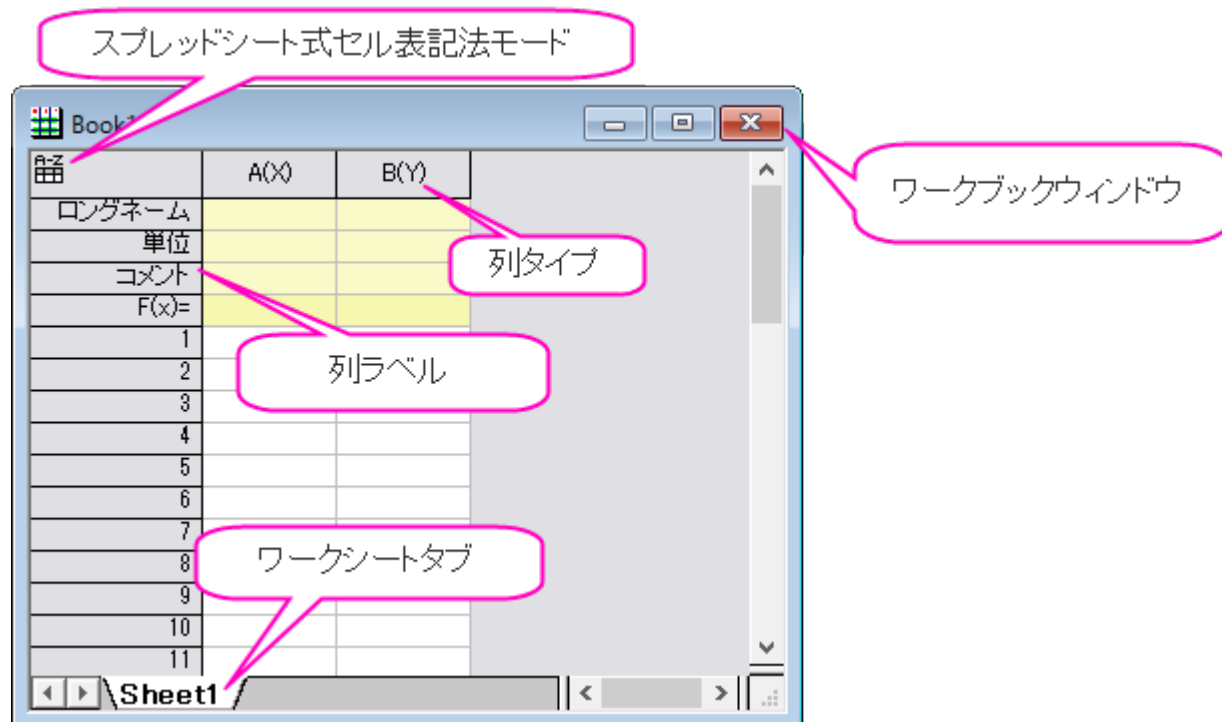 スプレッドシート式セル表記法モード
Book1
A-Z
A(X) B(Y)
ワークブックウィンドウ
ロングネーム
単位
列タイプ
コメント
F(x)=
1
列ラベル
2
3
4
5
6
7
ワークシートタブ
8
9
10
11
Sheet1